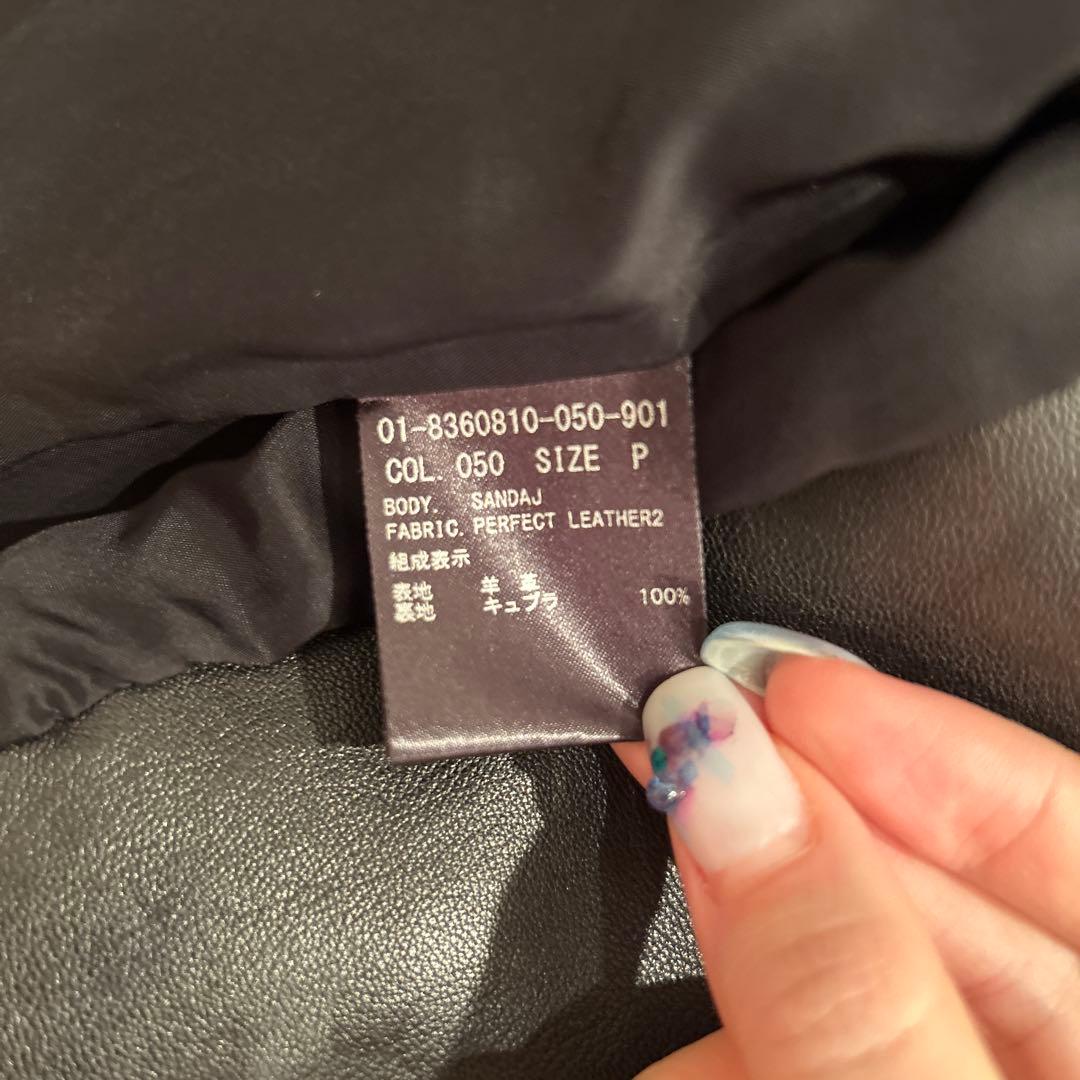 01-8360810-050-901
COL. 050 SIZE P
BODY. SANDAJ
FABRIC. PERFECT LEATHER2
組成表示
表地 羊 革
裏地 キュプラ 100%